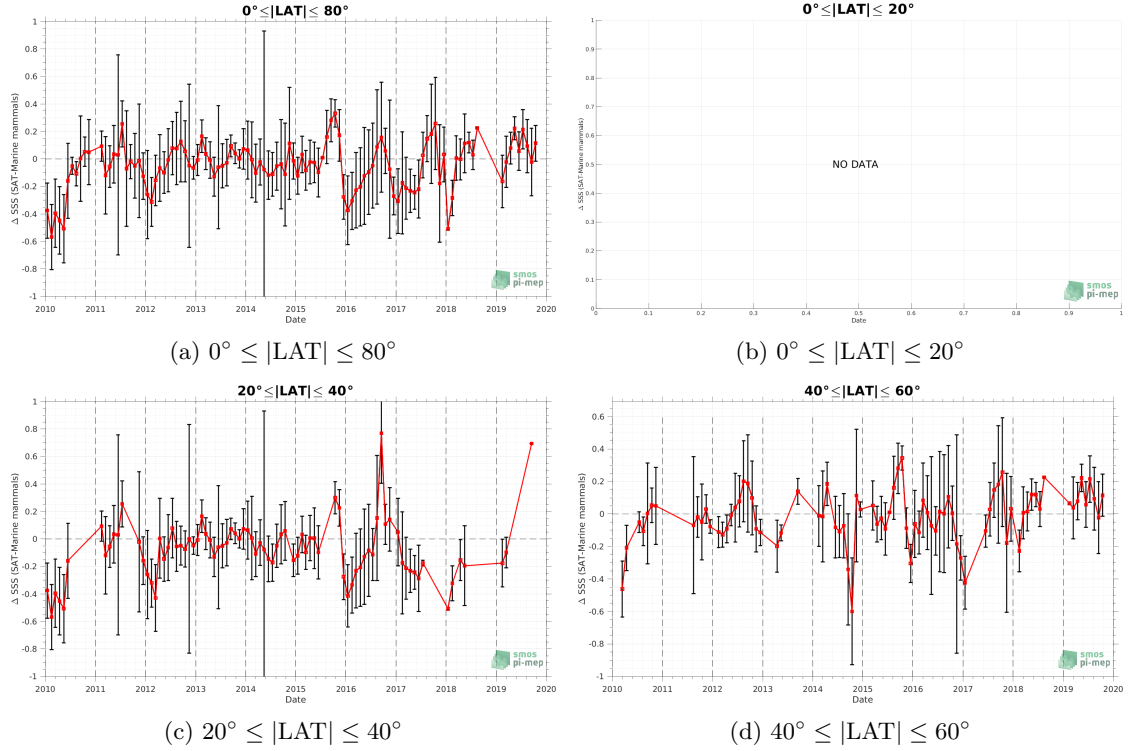 0°≤|LAT|≤ 80°
Δ SSS (SAT-Marine mammals)
1
0.8
0.6
0.4
0.2
0
-0.2
-0.4
-0.6
-0.8
-1
2010 2011 2012 2013 2014 2015 2016 2017 2018 2019 2020
Date
smos
pi-mep
(a) 0° ≤ |LAT| ≤ 80°
0°≤|LAT|≤ 20°
Δ SSS (SAT-Marine mammals)
1
0.9
0.8
0.7
0.6
0.5
0.4
0.3
0.2
0.1
0
NO DATA
0 0.1 0.2 0.3 0.4 0.5 0.6 0.7 0.8 0.9 1
Date
smos
pi-mep
(b) 0° ≤ |LAT| ≤ 20°
20°≤|LAT|≤ 40°
Δ SSS (SAT-Marine mammals)
1
0.8
0.6
0.4
0.2
0
-0.2
-0.4
-0.6
-0.8
-1
2010 2011 2012 2013 2014 2015 2016 2017 2018 2019 2020
Date
smos
pi-mep
(c) 20° ≤ |LAT| ≤ 40°
40°≤|LAT|≤ 60°
Δ SSS (SAT-Marine mammals)
0.6
0.4
0.2
0
-0.2
-0.4
-0.6
-0.8
-1
2010 2011 2012 2013 2014 2015 2016 2017 2018 2019 2020
Date
smos
pi-mep
(d) 40° ≤ |LAT| ≤ 60°